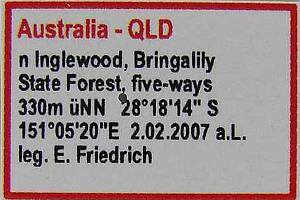 Australia - QLD
n Inglewood, Bringalily
State Forest, five-ways
330m üNN 28°18'14" S
151°05'20"E 2.02.2007 a.L.
leg. E. Friedrich